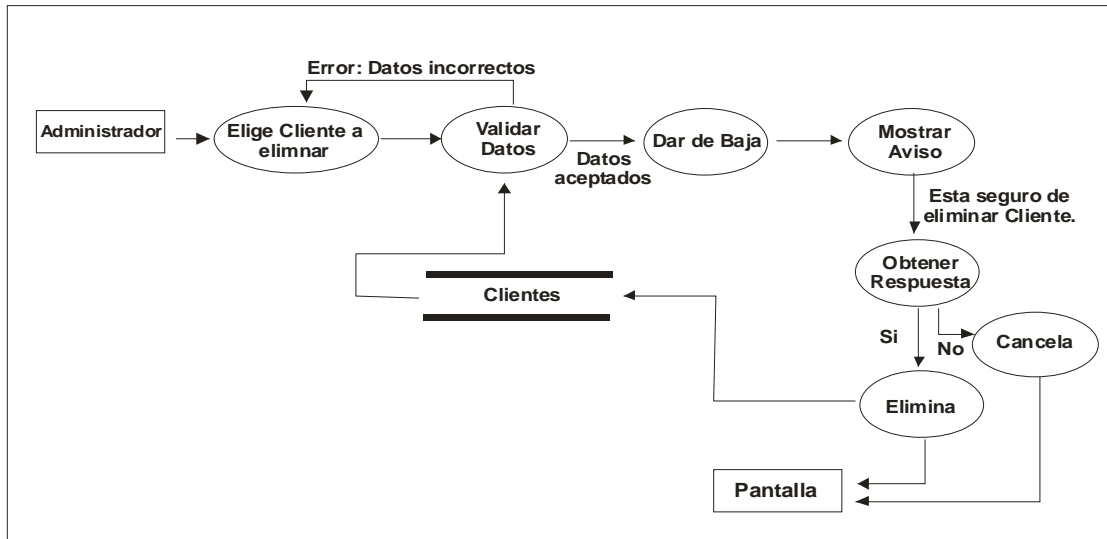 Error: Datos incorrectos
Administrador
Elige Cliente a
elimnar
Validar
Datos
Datos
aceptados
Dar de Baja
Mostrar
Aviso
Esta seguro de
eliminar Cliente.
Obtener
Respuesta
Clientes
Si
No
Cancela
Elimina
Pantalla